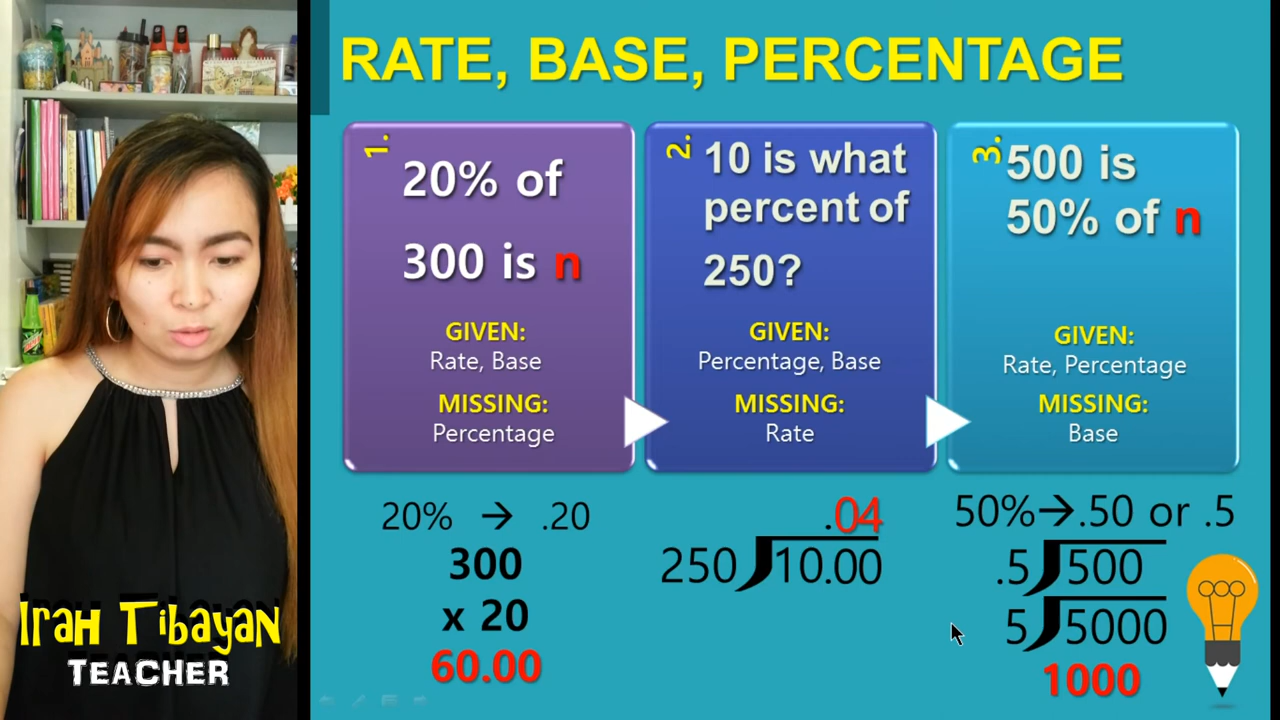 RATE, BASE, PERCENTAGE
1.
20% of
300 is n
GIVEN:
Rate, Base
MISSING:
Percentage
2.
10 is what
percent of
250?
GIVEN:
Percentage, Base
MISSING:
Rate
3.
500 is
50% of n
GIVEN:
Rate, Percentage
MISSING:
Base
20% → .20
300
x 20
60.00
.04
250 10.00
50%→.50 or .5
.5 500
5 5000
1000
Irah Tibayan
TEACHER